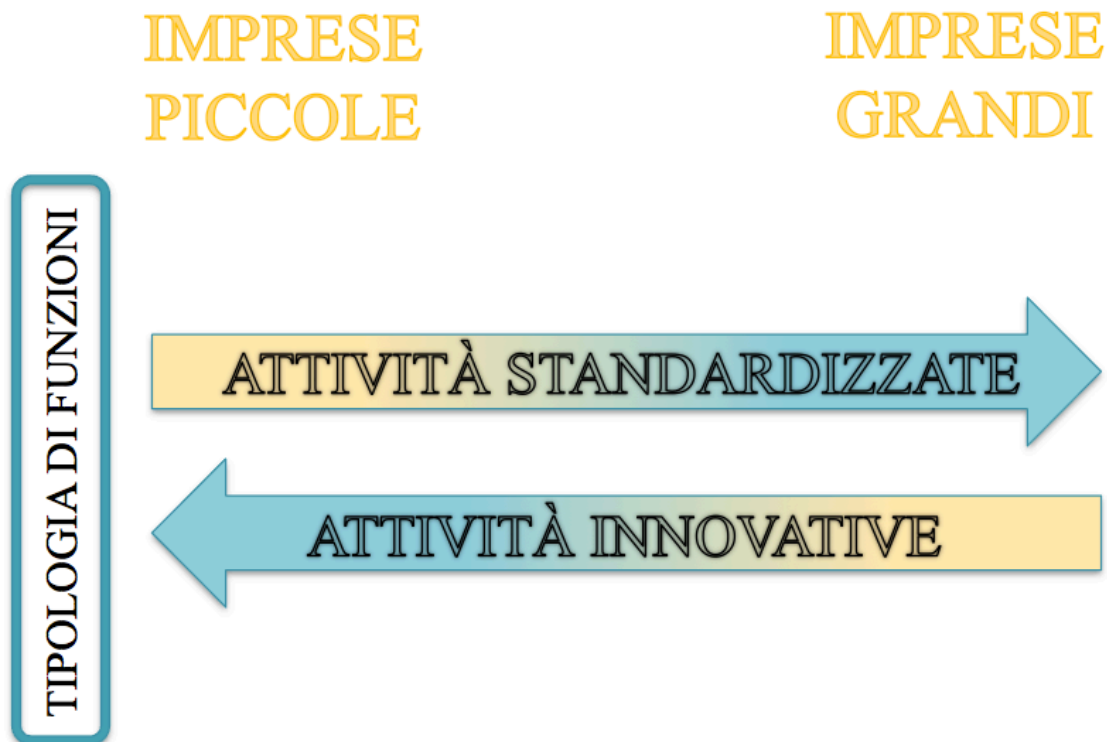 IMPRESE
PICCOLE
IMPRESE
GRANDI
TIPOLOGIA DI FUNZIONI
ATTIVITÀ STANDARDIZZATE
ATTIVITÀ INNOVATIVE